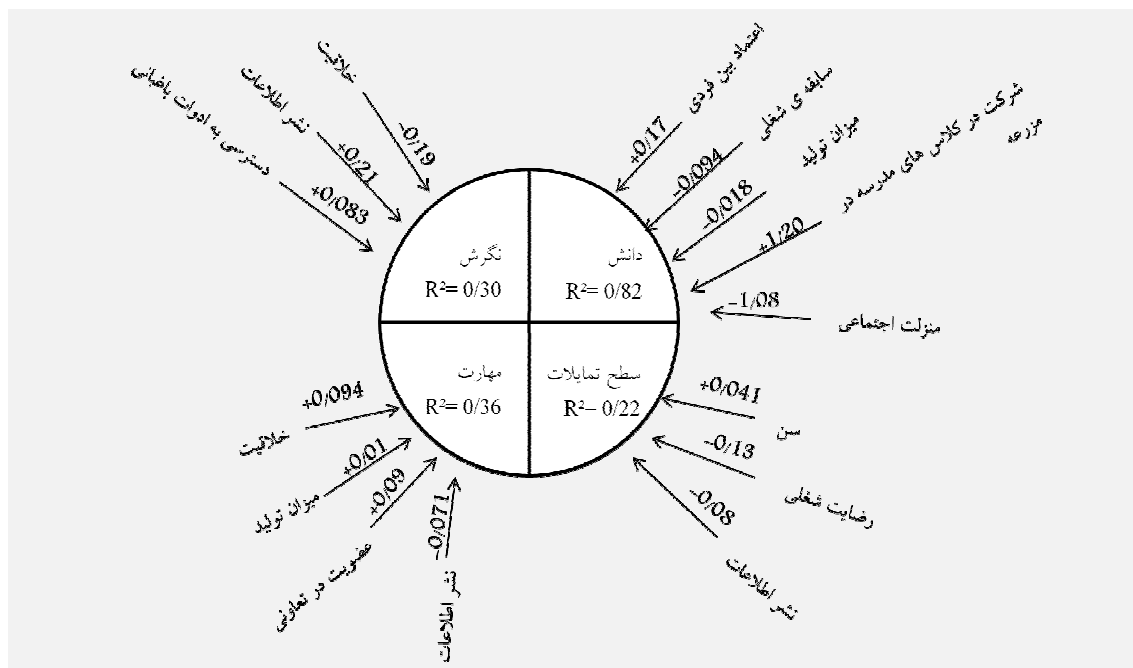 خلاقیت
-0/19
نشر اطلاعات
+0/21
دسترسی به ادوات باغبانی
+0/083
اعتماد بین فردی
+0/17
سابقه ی شغلی
-0/094
میزان تولید
-0/018
شرکت در کلاس های مدرسه در
مزرعه
+1/20
منزلت اجتماعی
-1/08
نگرش
R²= 0/30
دانش
R²= 0/82
مهارت
R²= 0/36
سطح تمایلات
R²= 0/22
خلاقیت
+0/094
میزان تولید
+0/01
عضویت در تعاونی
+0/09
نشر اطلاعات
-0/071
سن
+0/041
رضایت شغلی
-0/13
نشر اطلاعات
-0/08